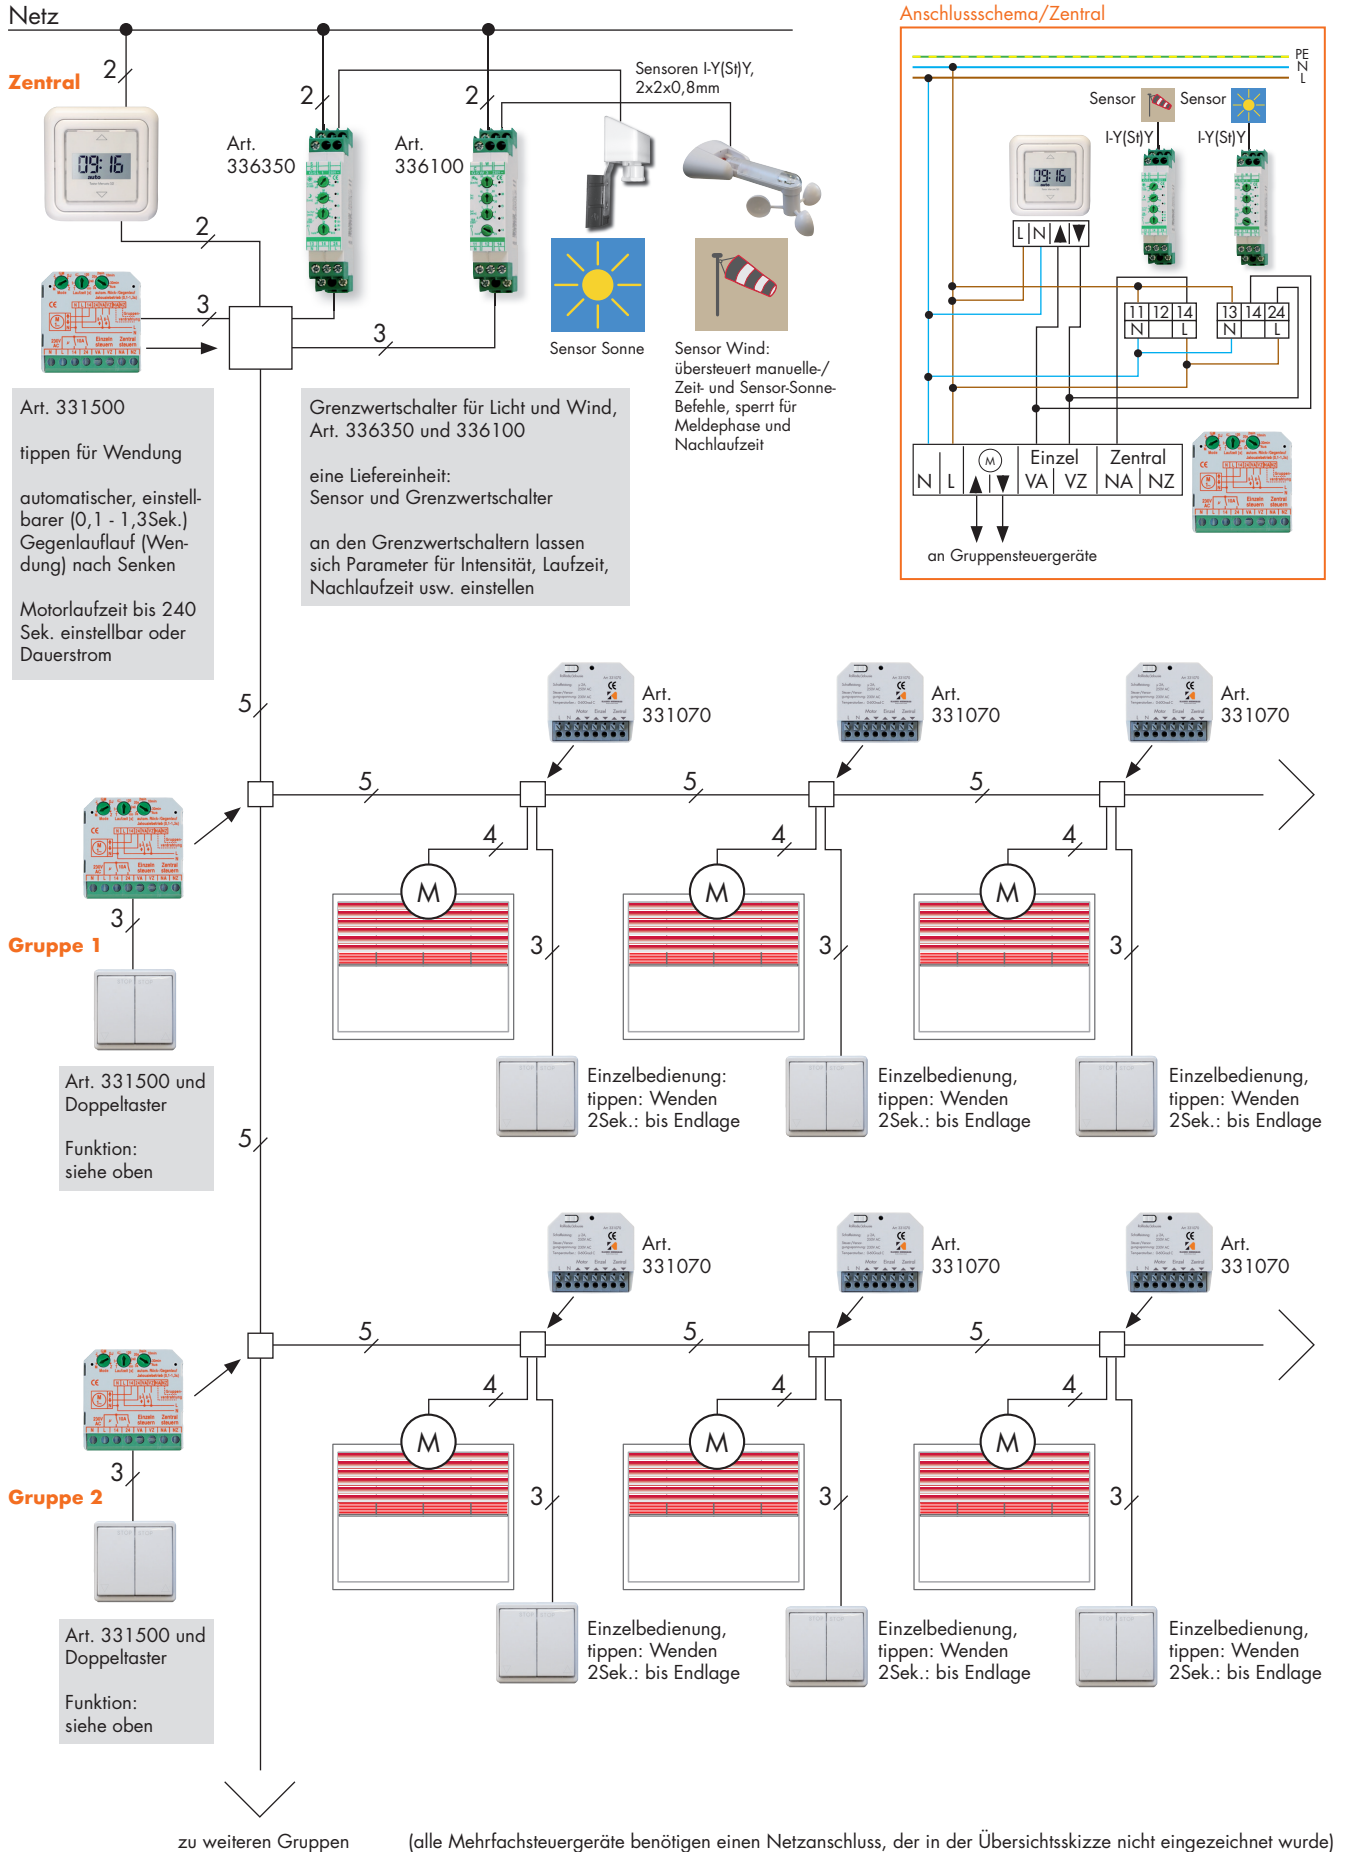 Netz
Zentral
2
2
2
09:16
auto
2
3
3
Art.
336350
Art.
336100
Sensoren I-Y(St)Y,
2x2x0,8mm
Sensor Sonne
Sensor Wind:
übersteuert manuelle-/
Zeit- und Sensor-Sonne-
Befehle, sperrt für
Meldephase und
Nachlaufzeit
Art. 331500
tippen für Wendung
automatischer, einstell-
barer (0,1 - 1,3Sek.)
Gegenlauflauf (Wen-
dung) nach Senken
Motorlaufzeit bis 240
Sek. einstellbar oder
Dauerstrom
Grenzwertschalter für Licht und Wind,
Art. 336350 und 336100
eine Liefereinheit:
Sensor und Grenzwertschalter
an den Grenzwertschaltern lassen
sich Parameter für Intensität, Laufzeit,
Nachlaufzeit usw. einstellen
Anschlussschema/Zentral
PE
N
L
Sensor
Sensor
I-Y(St)Y
I-Y(St)Y
09:16
auto
L N
11 12 14
N L
13 14 24
N L
N L M
Einzel
VA VZ
Zentral
NA NZ
an Gruppensteuergeräte
5
Art.
331070
Art.
331070
Art.
331070
5
5
5
4
4
4
M
M
M
3
3
3
3
Gruppe 1
Art. 331500 und
Doppeltaster
Funktion:
siehe oben
Einzelbedienung:
tippen: Wenden
2Sek.: bis Endlage
Einzelbedienung,
tippen: Wenden
2Sek.: bis Endlage
Einzelbedienung,
tippen: Wenden
2Sek.: bis Endlage
5
Art.
331070
Art.
331070
Art.
331070
5
5
5
4
4
4
M
M
M
3
3
3
3
Gruppe 2
Art. 331500 und
Doppeltaster
Funktion:
siehe oben
Einzelbedienung,
tippen: Wenden
2Sek.: bis Endlage
Einzelbedienung,
tippen: Wenden
2Sek.: bis Endlage
Einzelbedienung,
tippen: Wenden
2Sek.: bis Endlage
zu weiteren Gruppen
(alle Mehrfachsteuergeräte benötigen einen Netzanschluss, der in der Übersichtsskizze nicht eingezeichnet wurde)